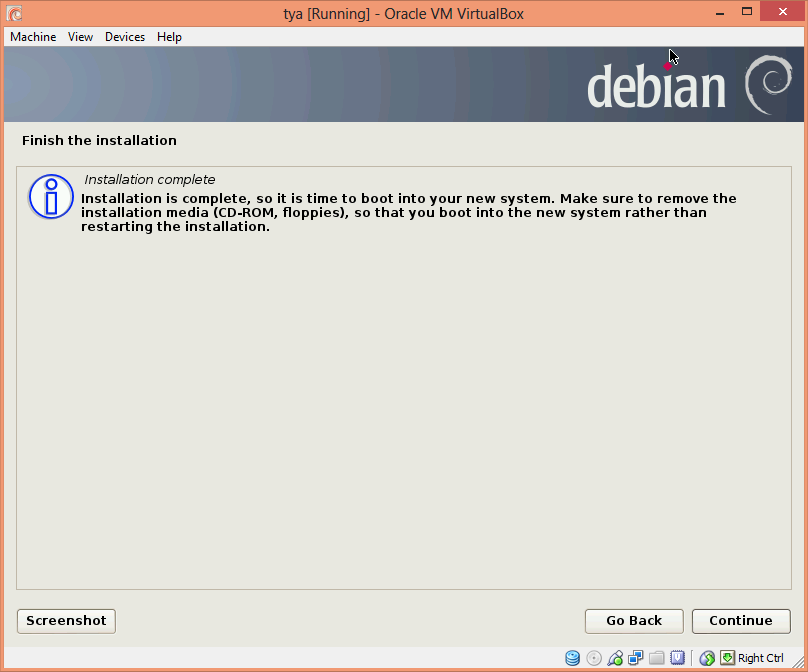 tya [Running] - Oracle VM VirtualBox
Machine View Devices Help
debian
Finish the installation
Installation complete
Installation is complete, so it is time to boot into your new system. Make sure to remove the
installation media (CD-ROM, floppies), so that you boot into the new system rather than
restarting the installation.
Screenshot Go Back Continue
Right Ctrl